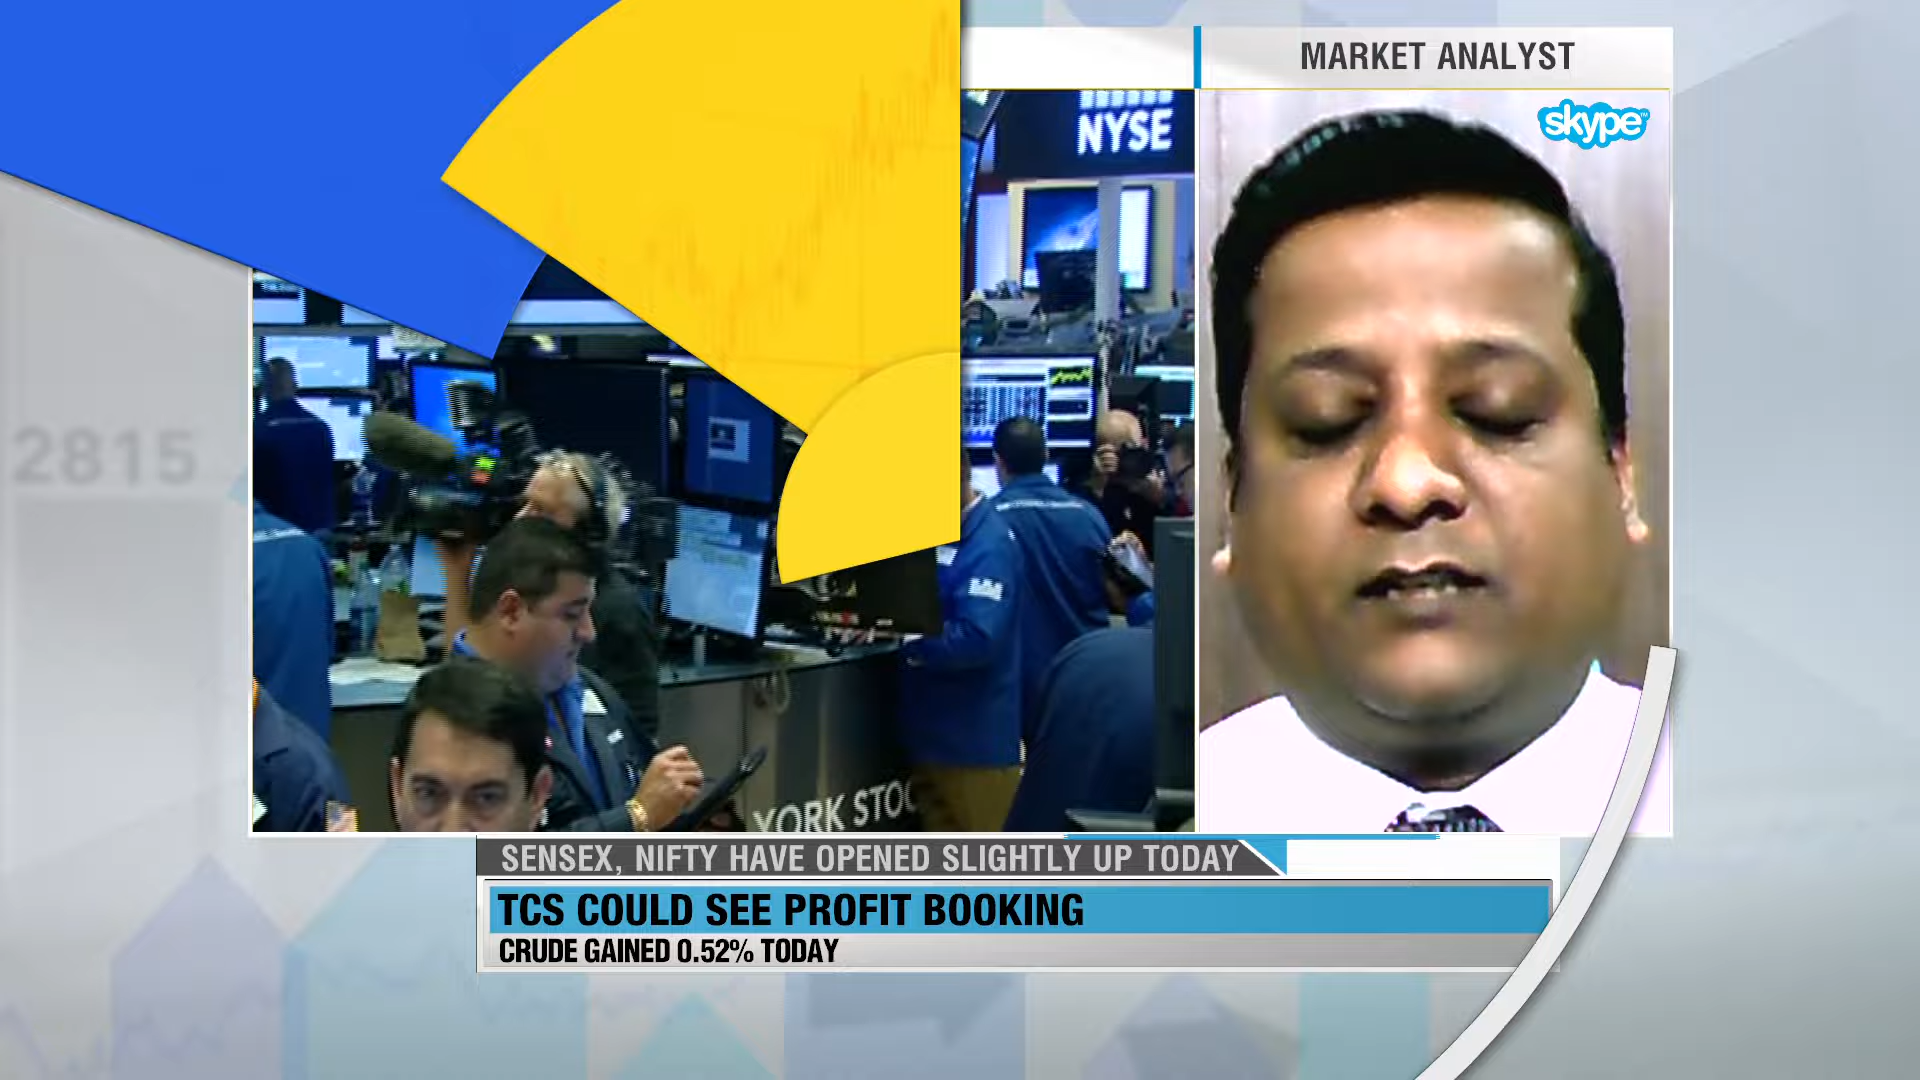 MARKET ANALYST
skype
NYSE
2815
YORK STOC
SENSEX, NIFTY HAVE OPENED SLIGHTLY UP TODAY
TCS COULD SEE PROFIT BOOKING
CRUDE GAINED 0.52% TODAY